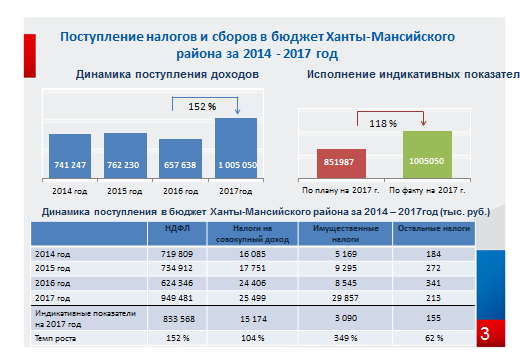 Поступление налогов и сборов в бюджет Ханты-Мансийского
района за 2014 - 2017 год
Динамика поступления доходов
Исполнение индикативных показател
152 %
741 247
762 230
657 638
1 005 050
2014 год
2015 год
2016 год
2017год
118 %
851987
1005050
По плану на 2017 г.
По факту на 2017 г.
Динамика поступления в бюджет Ханты-Мансийского района за 2014 – 2017год (тыс. руб.)
НДФЛ Налоги на совокупный доход Имущественные налоги Остальные налоги
2014 год 719 809 16 085 5 169 184
2015 год 734 912 17 751 9 295 272
2016 год 624 346 24 406 8 545 341
2017 год 949 481 25 499 29 857 213
Индикативные показатели на 2017 год 833 568 15 174 3 090 155
Темп роста 152 % 104 % 349 % 62 %
3